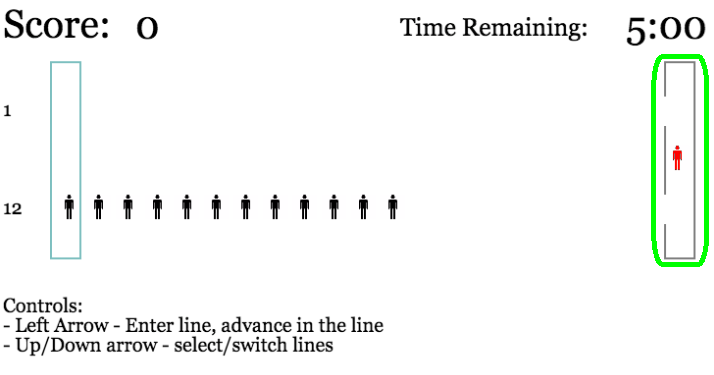 Score: 0
Time Remaining: 5:00
1
12
Controls:
- Left Arrow - Enter line, advance in the line
- Up/Down arrow - select/switch lines